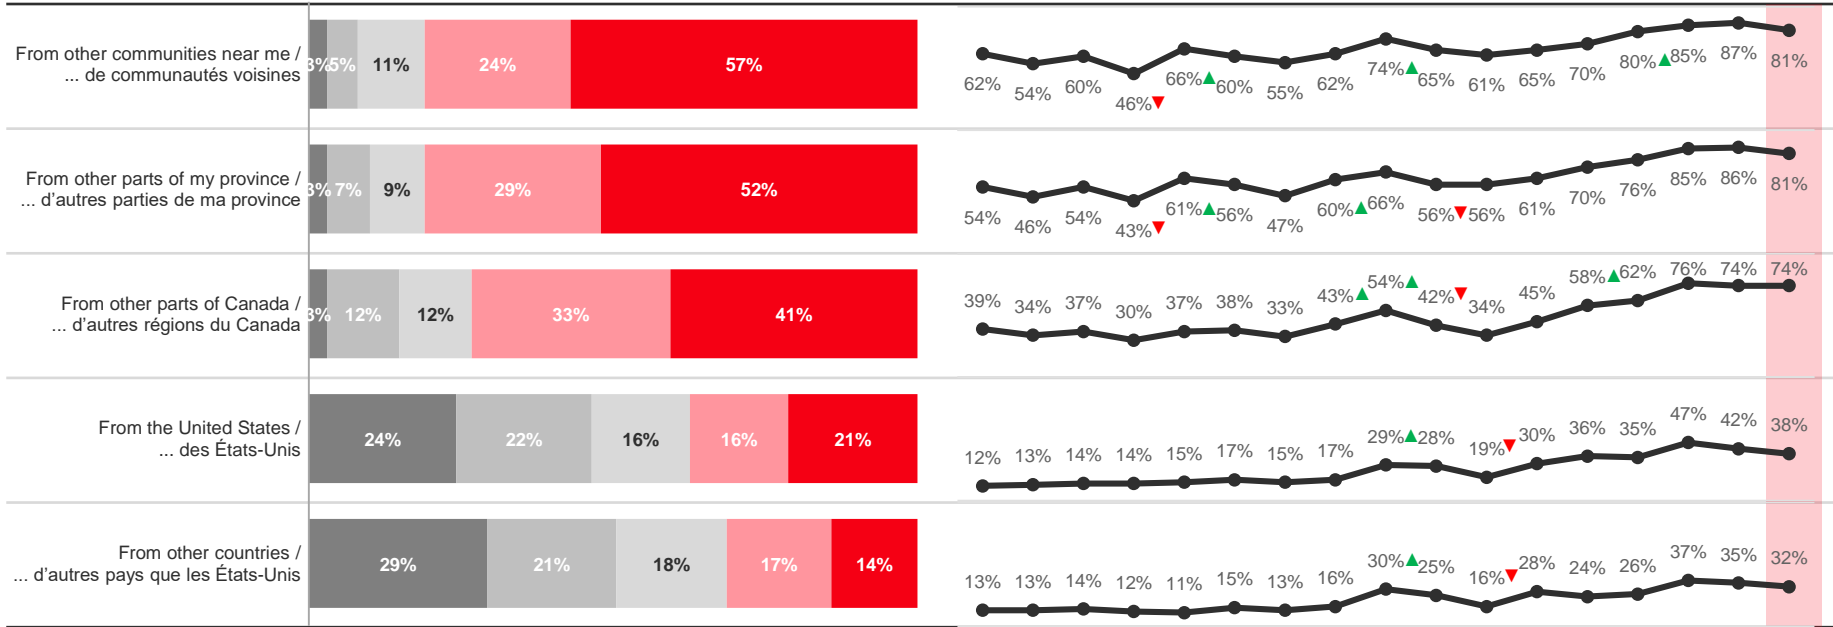 From other communities near me /
... de communautés voisines
3% 5% 11% 24% 57%
62% 54% 60% 46%▼ 66%▲ 60% 55% 62% 74%▲ 65% 61% 65% 70% 80%▲ 85% 87% 81%
From other parts of my province /
... d'autres parties de ma province
3% 7% 9% 29% 52%
54% 46% 54% 43%▼ 61%▲ 56% 47% 60%▲ 66% 56%▼ 56% 61% 70% 76% 85% 86% 81%
From other parts of Canada /
... d'autres régions du Canada
3% 12% 12% 33% 41%
39% 34% 37% 30% 37% 38% 33% 43%▲ 54%▲ 42%▼ 34% 45% 58%▲ 62% 76% 74% 74%
From the United States /
... des États-Unis
24% 22% 16% 16% 21%
12% 13% 14% 14% 15% 17% 15% 17% 29%▲ 28% 19%▼ 30% 36% 35% 47% 42% 38%
From other countries /
... d'autres pays que les États-Unis
29% 21% 18% 17% 14%
13% 13% 14% 12% 11% 15% 13% 16% 30%▲ 25% 16%▼ 28% 24% 26% 37% 35% 32%